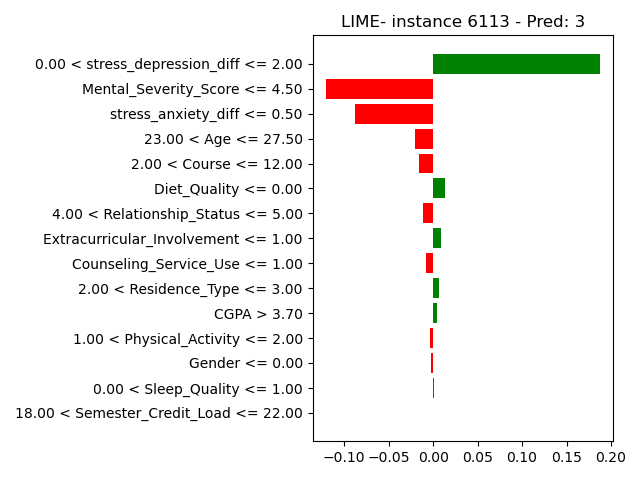 LIME- instance 6113 - Pred: 3
0.00 < stress_depression_diff <= 2.00
Mental_Severity_Score <= 4.50
stress_anxiety_diff <= 0.50
23.00 < Age <= 27.50
2.00 < Course <= 12.00
Diet_Quality <= 0.00
4.00 < Relationship_Status <= 5.00
Extracurricular_Involvement <= 1.00
Counseling_Service_Use <= 1.00
2.00 < Residence_Type <= 3.00
CGPA > 3.70
1.00 < Physical_Activity <= 2.00
Gender <= 0.00
0.00 < Sleep_Quality <= 1.00
18.00 < Semester_Credit_Load <= 22.00
−0.10 −0.05 0.00 0.05 0.10 0.15 0.20